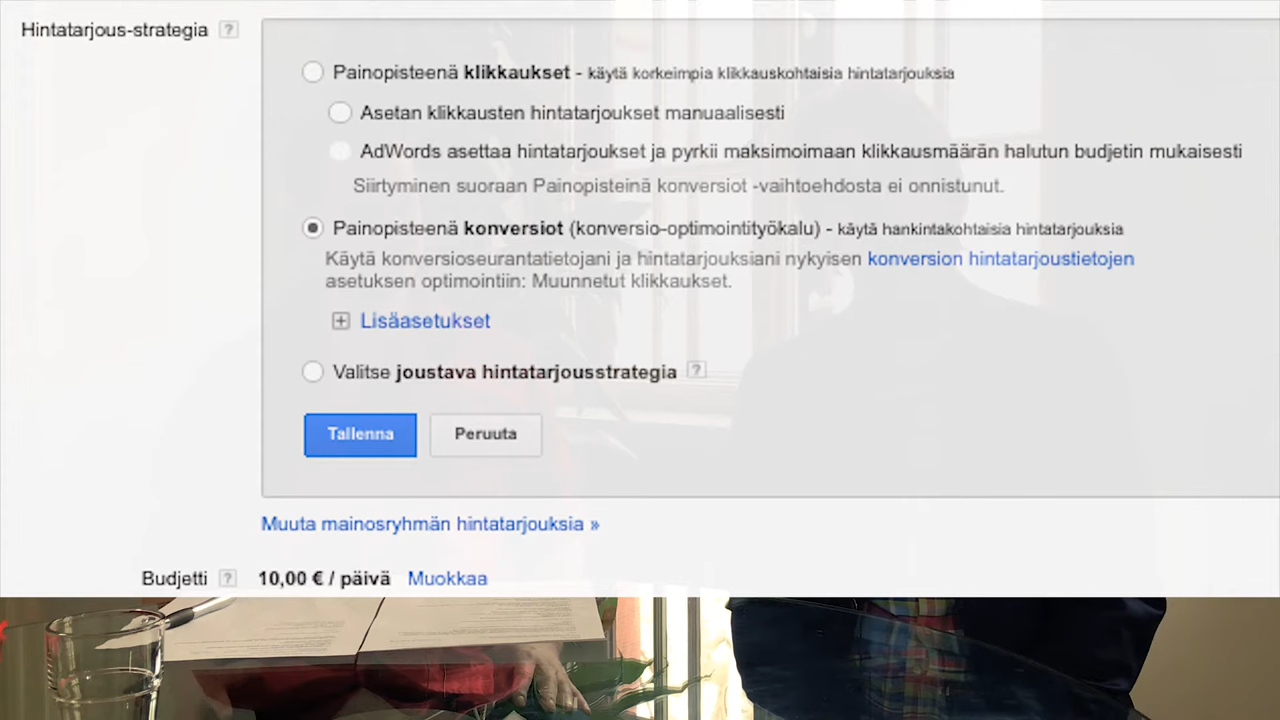 Hintatarjous-strategia ?
Painopisteenä klikkaukset - käytä korkeimpia klikkauskohtaisia hintatarjouksia
Asetan klikkausten hintatarjoukset manuaalisesti
AdWords asettaa hintatarjoukset ja pyrkii maksimoimaan klikkausmäärän halutun budjetin mukaisesti
Siirtyminen suoraan Painopisteinä konversiot -vaihtoehdosta ei onnistunut.
Painopisteenä konversiot (konversio-optimointityökalu) - käytä hankintakohtaisia hintatarjouksia
Käytä konversioseurantatietojani ja hintatarjouksiani nykyisen konversion hintatarjoustietojen
asetuksen optimointiin: Muunnetut klikkaukset.
Lisäasetukset
Valitse joustava hintatarjousstrategia ?
Tallenna Peruuta
Muuta mainosryhmän hintatarjouksia »
Budjetti ? 10,00 € / päivä Muokkaa